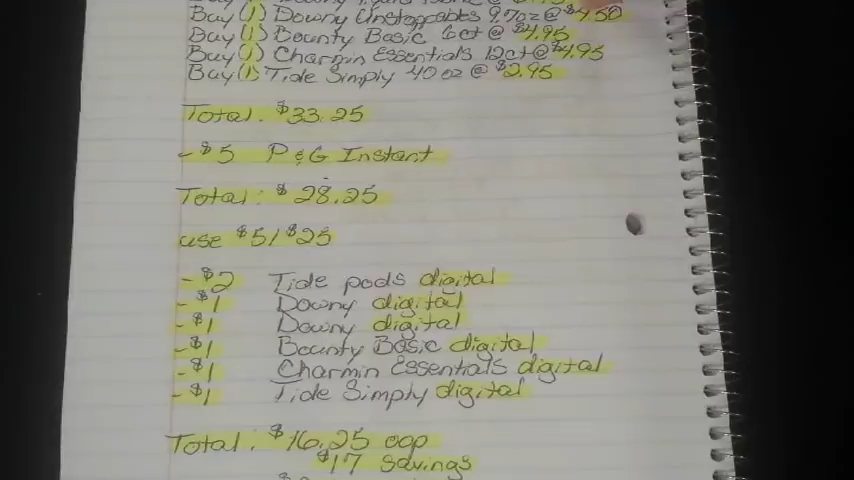 Buy (1) Downy Unstoppables 9.7oz @ $4.50
Buy (1) Bounty Basic 6ct @ $4.95
Buy (1) Charmin Essentials 12ct @ $4.95
Buy (1) Tide Simply 40 oz @ $2.95
Total: $33.25
- $5 P&G Instant
Total: $28.25
use $5/$25
- $2 Tide pods digital
- $1 Downy digital
- $1 Downy digital
- $1 Bounty Basic digital
- $1 Charmin Essentials digital
- $1 Tide Simply digital
Total: $16.25 oop
$17 savings